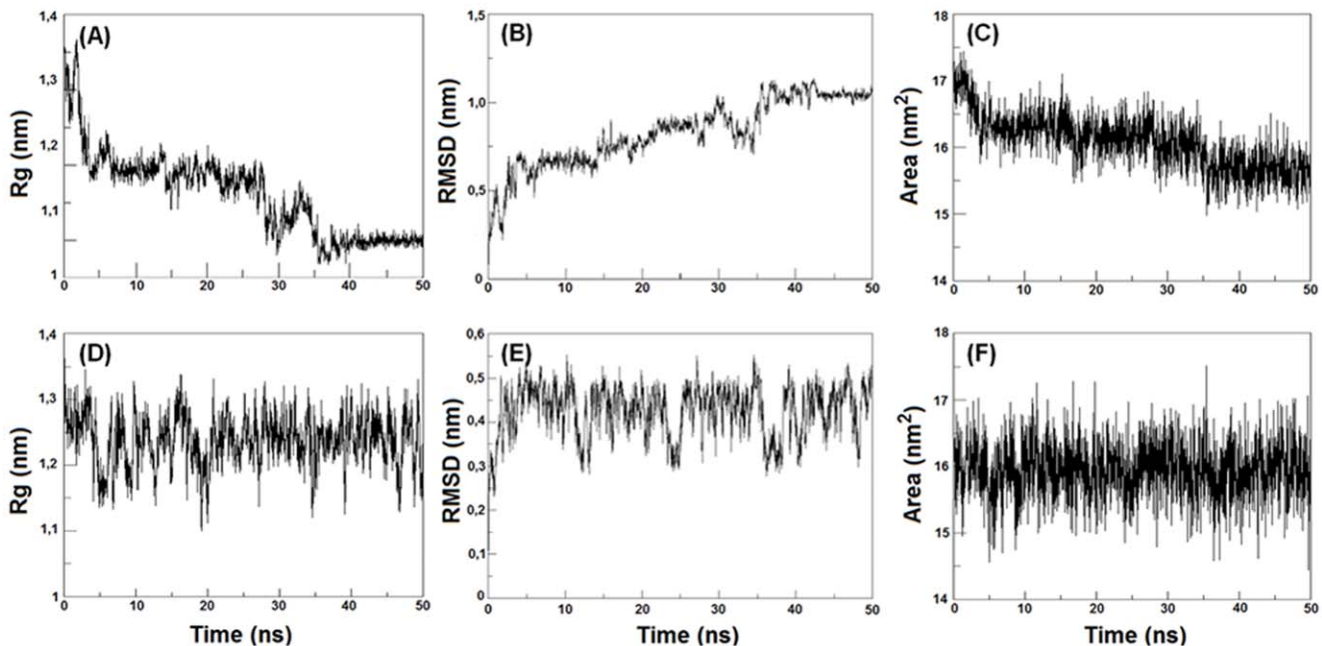 (A)
Rg (nm)
1,4
1,3
1,2
1,1
1
0 10 20 30 40 50
(B)
RMSD (nm)
1,5
1,0
0,5
0
0 10 20 30 40 50
(C)
Area (nm²)
18
17
16
15
14
0 10 20 30 40 50
(D)
Rg (nm)
1,4
1,3
1,2
1,1
1
0 10 20 30 40 50
Time (ns)
(E)
RMSD (nm)
0,6
0,5
0,4
0,3
0,2
0,1
0
0 10 20 30 40 50
(F)
Area (nm²)
18
17
16
15
14
0 10 20 30 40 50
Time (ns)
Time (ns)